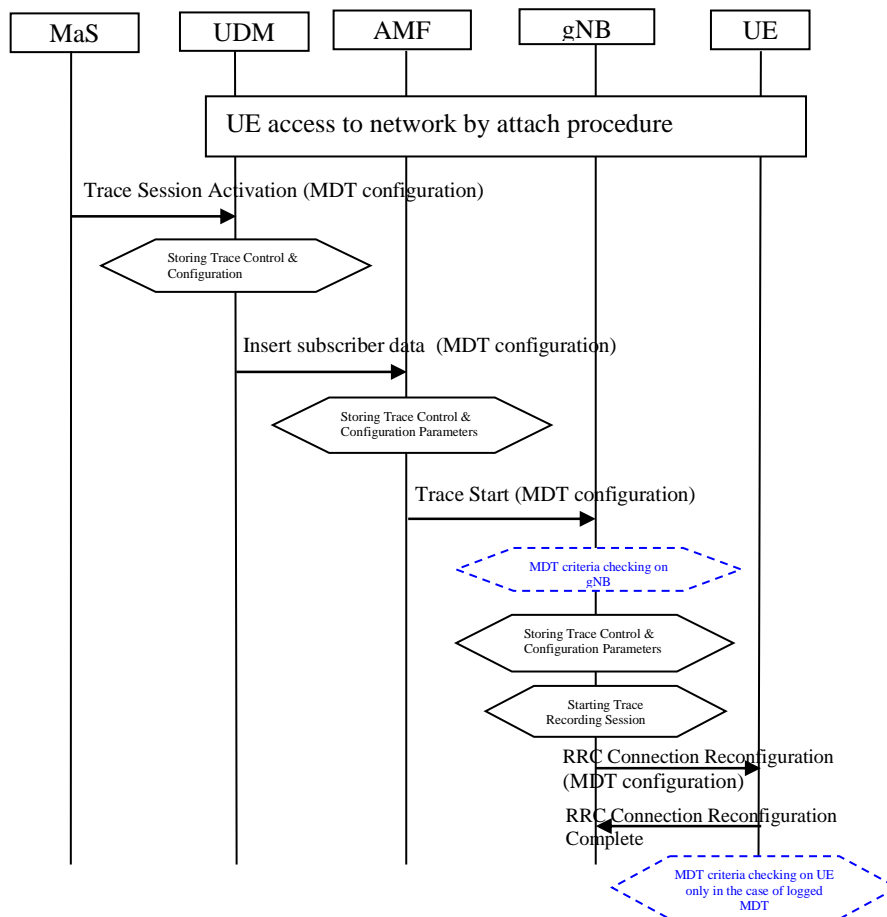 MaS UDM AMF gNB UE
UE access to network by attach procedure
Trace Session Activation (MDT configuration)
Storing Trace Control &
Configuration
Insert subscriber data (MDT configuration)
Storing Trace Control &
Configuration Parameters
Trace Start (MDT configuration)
MDT criteria checking on
gNB
Storing Trace Control &
Configuration Parameters
Starting Trace
Recording Session
RRC Connection Reconfiguration
(MDT configuration)
RRC Connection Reconfiguration
Complete
MDT criteria checking on UE
only in the case of logged
MDT